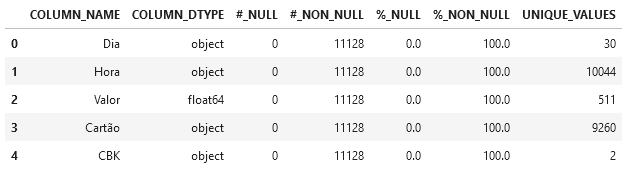 COLUMN_NAME COLUMN_DTYPE #_NULL #_NON_NULL %_NULL %_NON_NULL UNIQUE_VALUES
0 Dia object 0 11128 0.0 100.0 30
1 Hora object 0 11128 0.0 100.0 10044
2 Valor float64 0 11128 0.0 100.0 511
3 Cartão object 0 11128 0.0 100.0 9260
4 CBK object 0 11128 0.0 100.0 2